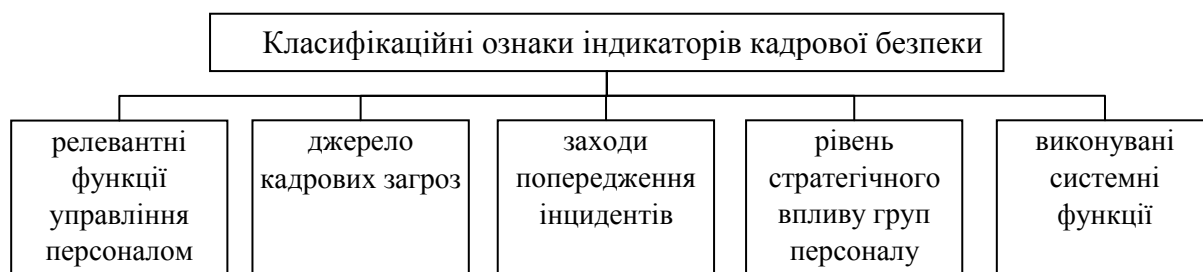 Класифікаційні ознаки індикаторів кадрової безпеки
релевантні
функції
управління
персоналом
джерело
кадрових загроз
заходи
попередження
інцидентів
рівень
стратегічного
впливу груп
персоналу
виконувані
системні
функції